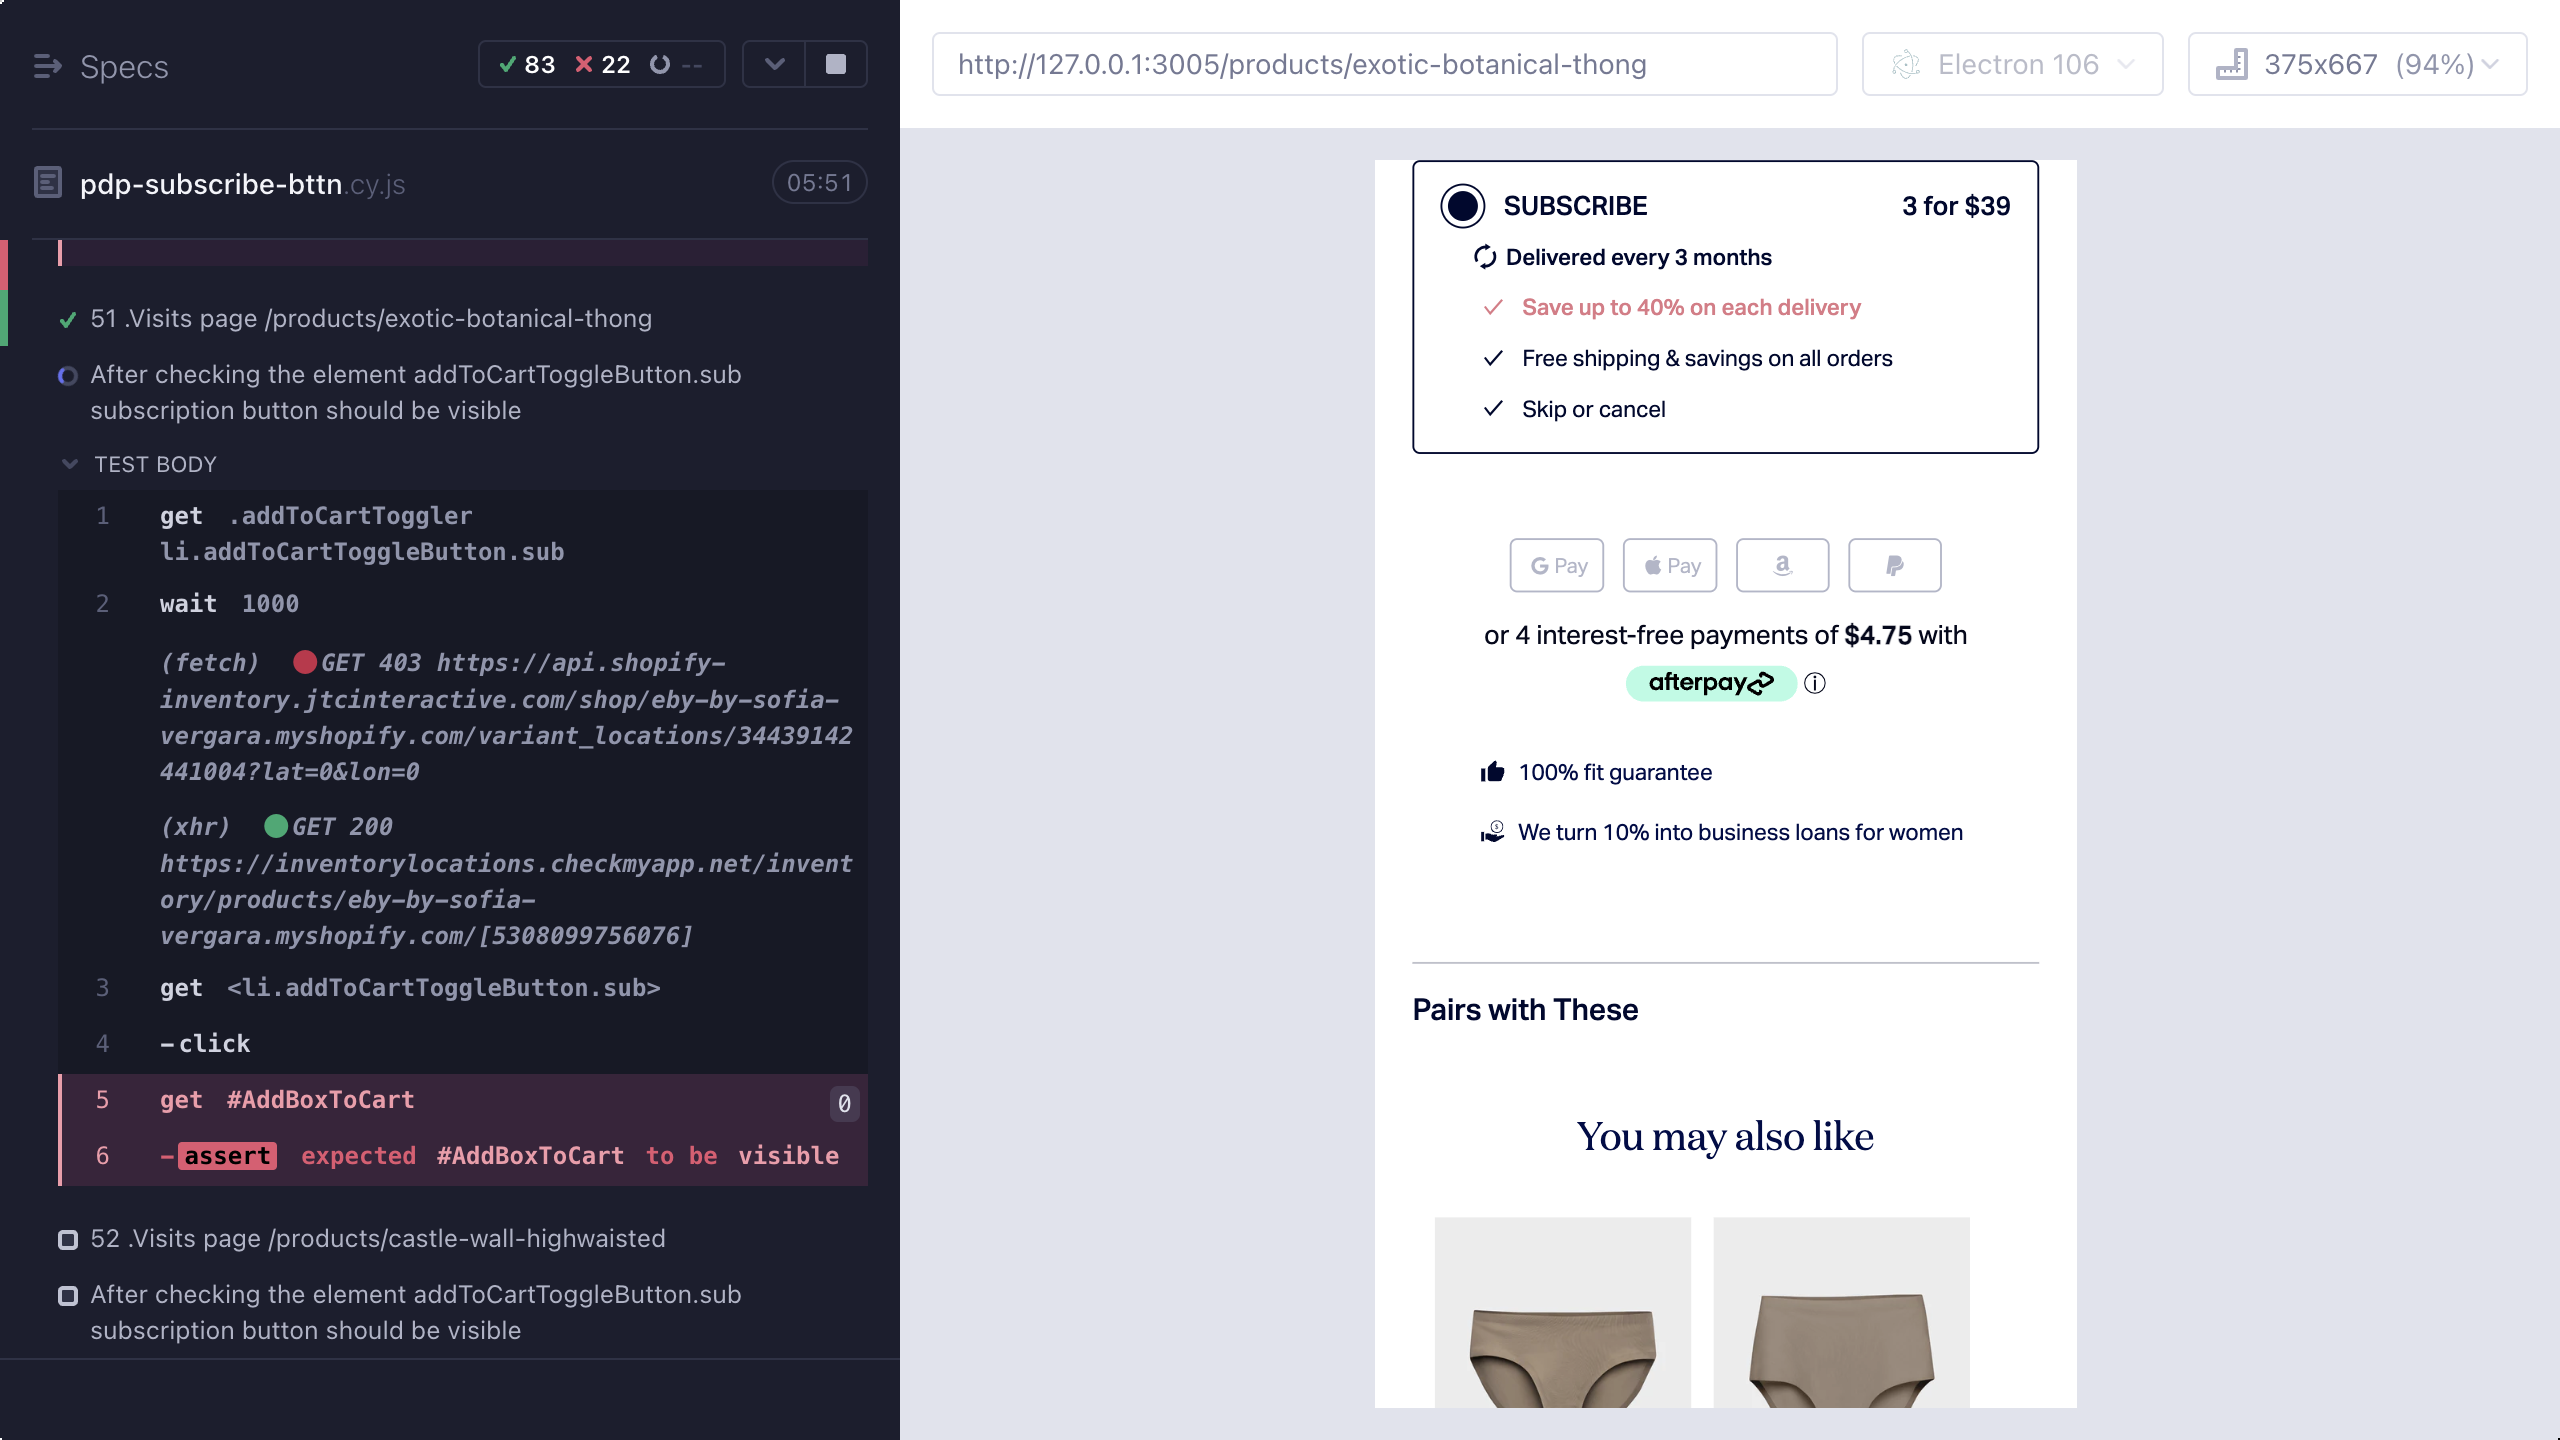 Specs
83 22 --
pdp-subscribe-bttn.cy.js
05:51
51 .Visits page /products/exotic-botanical-thong
After checking the element addToCartToggleButton.sub
subscription button should be visible
TEST BODY
1 get .addToCartToggler
li.addToCartToggleButton.sub
2 wait 1000
(fetch) GET 403 https://api.shopify-
inventory.jtcinteractive.com/shop/eby-by-sofia-
vergara.myshopify.com/variant_locations/34439142
441004?lat=0&lon=0
(xhr) GET 200
https://inventorylocations.checkmyapp.net/invent
ory/products/eby-by-sofia-
vergara.myshopify.com/[5308099756076]
3 get <li.addToCartToggleButton.sub>
4 -click
5 get #AddBoxToCart 0
6 -assert expected #AddBoxToCart to be visible
52 .Visits page /products/castle-wall-highwaisted
After checking the element addToCartToggleButton.sub
subscription button should be visible
http://127.0.0.1:3005/products/exotic-botanical-thong
Electron 106
375x667 (94%)
SUBSCRIBE 3 for $39
Delivered every 3 months
Save up to 40% on each delivery
Free shipping & savings on all orders
Skip or cancel
G Pay Pay a P
or 4 interest-free payments of $4.75 with
afterpay
100% fit guarantee
We turn 10% into business loans for women
Pairs with These
You may also like